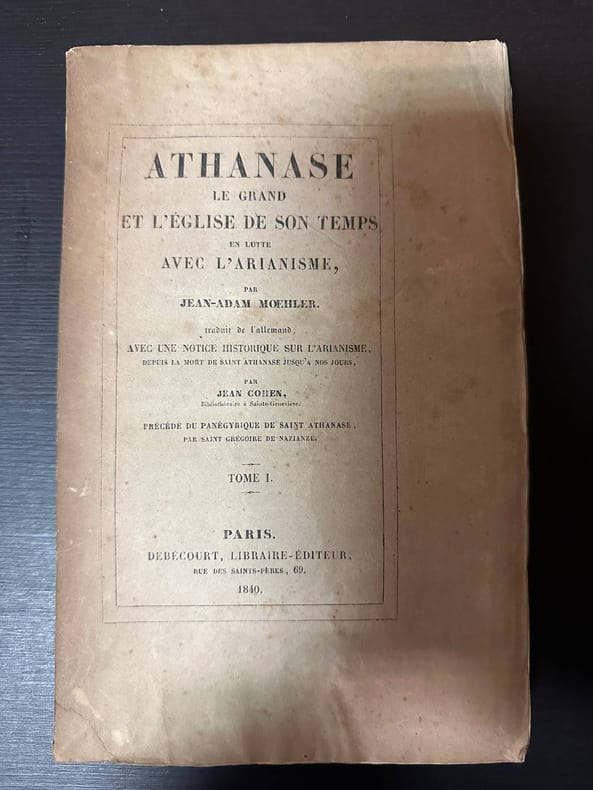 ATHANASE
LE GRAND
ET L'ÉGLISE DE SON TEMPS
EN LUTTE
AVEC L'ARIANISME,
PAR
JEAN-ADAM MOEHLER.
traduit de l'allemand,
AVEC UNE NOTICE HISTORIQUE SUR L'ARIANISME,
DEPUIS LA MORT DE SAINT ATHANASE JUSQU'A NOS JOURS,
PAR
JEAN COHEN,
Bibliothécaire à Sainte-Geneviève.
PRÉCÉDÉ DU PANÉGYRIQUE DE SAINT ATHANASE,
PAR SAINT GRÉGOIRE DE NAZIANZE.
TOME I.
PARIS.
DEBÉCOURT, LIBRAIRE-ÉDITEUR,
RUE DES SAINTS-PÈRES, 69.
1840.